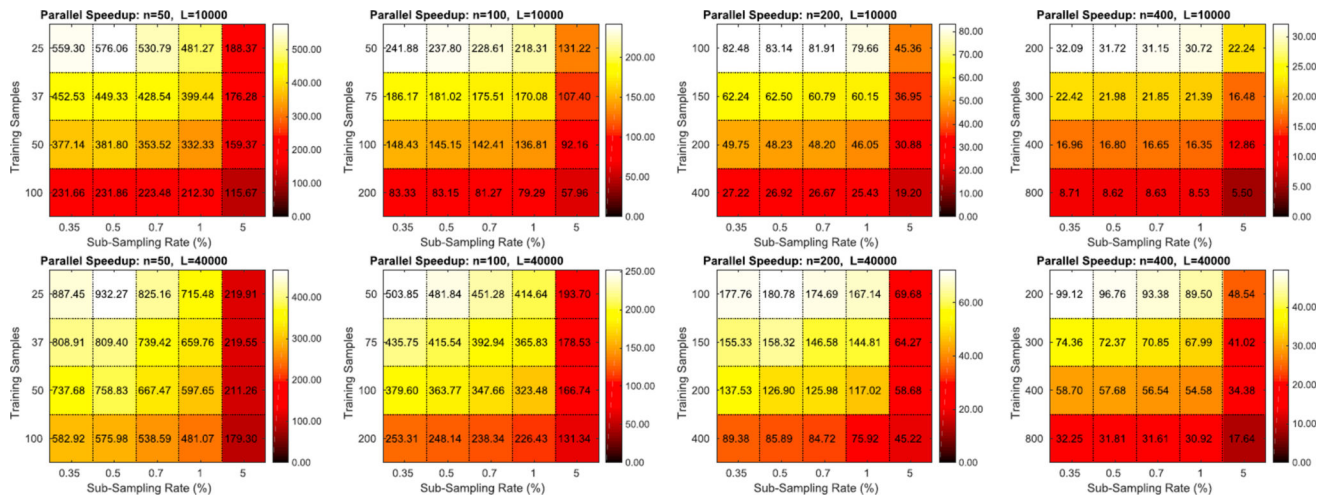 Parallel Speedup: n=50, L=10000
Training Samples
25 559.30 576.06 530.79 481.27 188.37
37 452.53 449.33 428.54 399.44 176.28
50 377.14 381.80 353.52 332.33 159.37
100 231.66 231.86 223.48 212.30 115.67
0.35 0.5 0.7 1 5
Sub-Sampling Rate (%)
500.00
400.00
300.00
200.00
100.00
0.00
Parallel Speedup: n=100, L=10000
Training Samples
50 241.88 237.80 228.61 218.31 131.22
75 186.17 181.02 175.51 170.08 107.40
100 148.43 145.15 142.41 136.81 92.16
200 83.33 83.15 81.27 79.29 57.96
0.35 0.5 0.7 1 5
Sub-Sampling Rate (%)
200.00
150.00
100.00
50.00
0.00
Parallel Speedup: n=200, L=10000
Training Samples
100 82.48 83.14 81.91 79.66 45.36
150 62.24 62.50 60.79 60.15 36.95
200 49.75 48.23 48.20 46.05 30.88
400 27.22 26.92 26.67 25.43 19.20
0.35 0.5 0.7 1 5
Sub-Sampling Rate (%)
80.00
70.00
60.00
50.00
40.00
30.00
20.00
10.00
0.00
Parallel Speedup: n=400, L=10000
Training Samples
200 32.09 31.72 31.15 30.72 22.24
300 22.42 21.98 21.85 21.39 16.48
400 16.96 16.80 16.65 16.35 12.86
800 8.71 8.62 8.63 8.53 5.60
0.35 0.5 0.7 1 5
Sub-Sampling Rate (%)
30.00
25.00
20.00
15.00
10.00
5.00
0.00
Parallel Speedup: n=50, L=40000
Training Samples
25 887.45 932.27 825.16 715.48 219.91
37 808.91 809.40 739.42 659.76 219.55
50 737.68 758.83 667.47 597.65 211.26
100 582.92 575.98 538.59 481.07 179.30
0.35 0.5 0.7 1 5
Sub-Sampling Rate (%)
400.00
300.00
200.00
100.00
0.00
Parallel Speedup: n=100, L=40000
Training Samples
50 503.85 481.84 451.28 414.64 193.70
75 435.75 415.54 392.94 365.83 178.53
100 379.60 363.77 347.66 323.48 166.74
200 253.31 248.14 238.34 226.43 131.34
0.35 0.5 0.7 1 5
Sub-Sampling Rate (%)
250.00
200.00
150.00
100.00
50.00
0.00
Parallel Speedup: n=200, L=40000
Training Samples
100 177.76 180.78 174.69 167.14 69.68
150 155.33 158.32 146.58 144.81 64.27
200 137.53 126.90 125.98 117.02 58.68
400 89.38 85.89 84.72 75.92 45.22
0.35 0.5 0.7 1 5
Sub-Sampling Rate (%)
60.00
40.00
20.00
0.00
Parallel Speedup: n=400, L=40000
Training Samples
200 99.12 96.76 93.38 89.50 48.54
300 74.36 72.37 70.85 67.99 41.02
400 58.70 57.68 56.54 54.58 34.38
800 32.25 31.81 31.61 30.92 17.64
0.35 0.5 0.7 1 5
Sub-Sampling Rate (%)
40.00
30.00
20.00
10.00
0.00